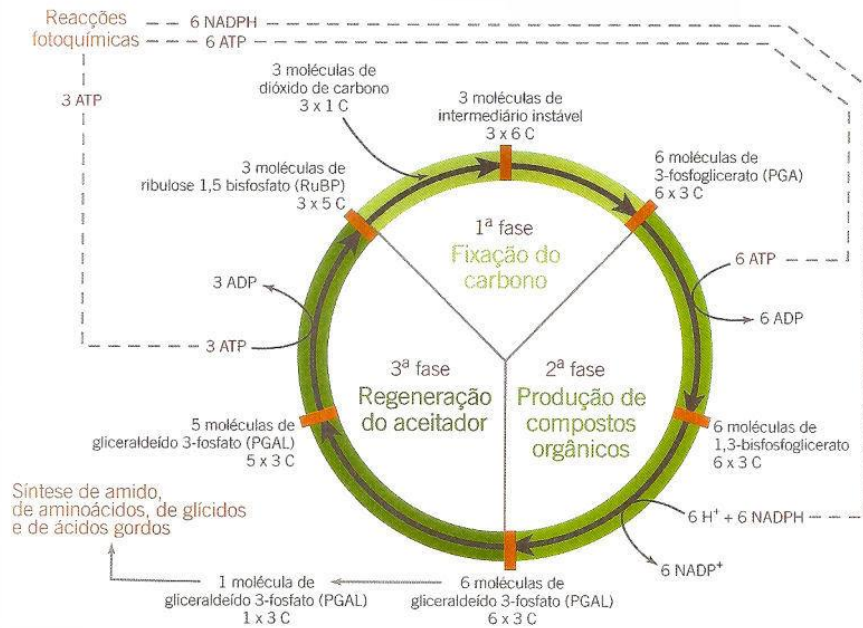 Reacções
fotoquímicas
6 NADPH
6 ATP
3 ATP
3 moléculas de
dióxido de carbono
3 x 1 C
3 moléculas de
intermediário instável
3 x 6 C
3 moléculas de
ribulose 1,5 bisfosfato (RuBP)
3 x 5 C
6 moléculas de
3-fosfoglicerato (PGA)
6 x 3 C
1ª fase
Fixação do
carbono
6 ATP
6 ADP
3 ADP
3 ATP
3ª fase
Regeneração
do aceitador
2ª fase
Produção de
compostos
orgânicos
5 moléculas de
gliceraldeído 3-fosfato (PGAL)
5 x 3 C
6 moléculas de
1,3-bisfosfoglicerato
6 x 3 C
Síntese de amido,
de aminoácidos, de glícidos
e de ácidos gordos
6 H⁺ + 6 NADPH
6 NADP⁺
1 molécula de
gliceraldeído 3-fosfato (PGAL)
1 x 3 C
6 moléculas de
gliceraldeído 3-fosfato (PGAL)
6 x 3 C